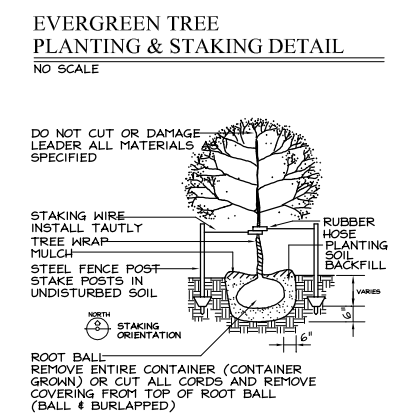 EVERGREEN TREE
PLANTING & STAKING DETAIL
NO SCALE
DO NOT CUT OR DAMAGE
LEADER ALL MATERIALS AS
SPECIFIED
STAKING WIRE
INSTALL TAUTLY
TREE WRAP
MULCH
STEEL FENCE POST
STAKE POSTS IN
UNDISTURBED SOIL
RUBBER
HOSE
PLANTING
SOIL
BACKFILL
VARIES
6"
6"
NORTH
STAKING
ORIENTATION
ROOT BALL
REMOVE ENTIRE CONTAINER (CONTAINER
GROWN) OR CUT ALL CORDS AND REMOVE
COVERING FROM TOP OF ROOT BALL
(BALL & BURLAPPED)